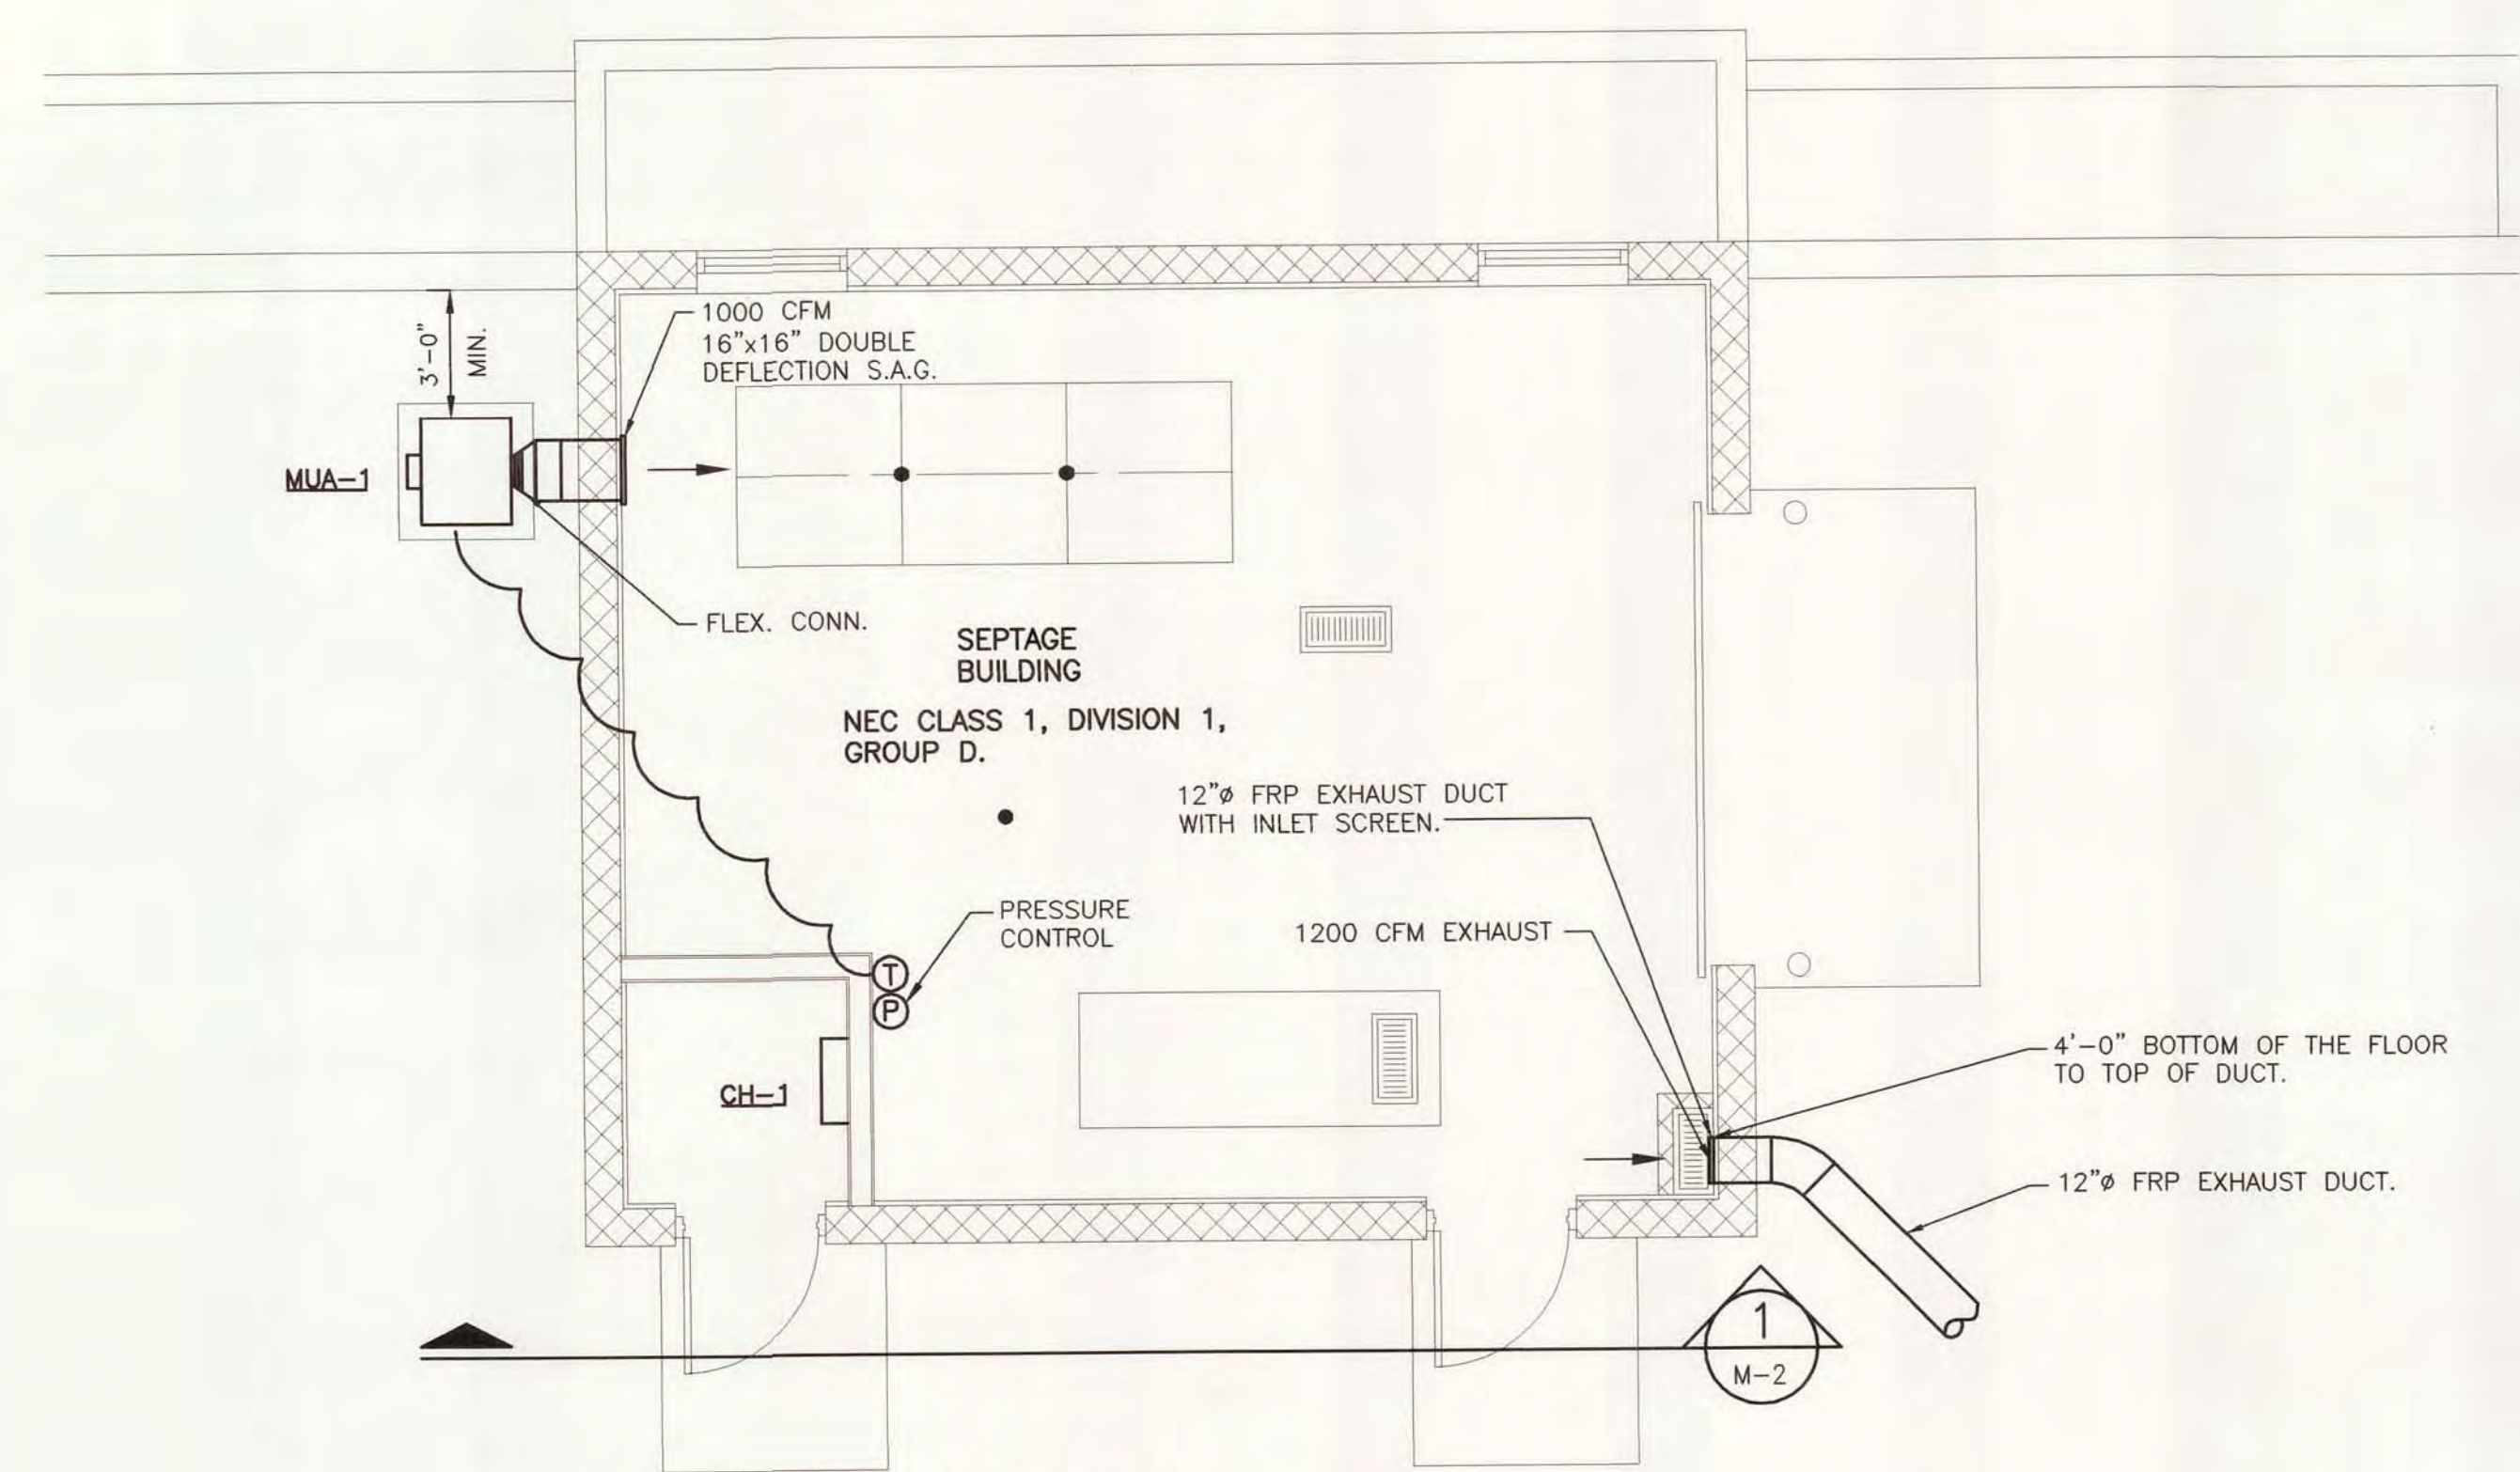 1000 CFM
16"x16" DOUBLE
DEFLECTION S.A.G.
3'-0"
MIN.
MUA-1
FLEX. CONN.
SEPTAGE
BUILDING
NEC CLASS 1, DIVISION 1,
GROUP D.
12"ø FRP EXHAUST DUCT
WITH INLET SCREEN.
PRESSURE
CONTROL
1200 CFM EXHAUST
T
P
4'-0" BOTTOM OF THE FLOOR
TO TOP OF DUCT.
CH-1
12"ø FRP EXHAUST DUCT.
1
M-2